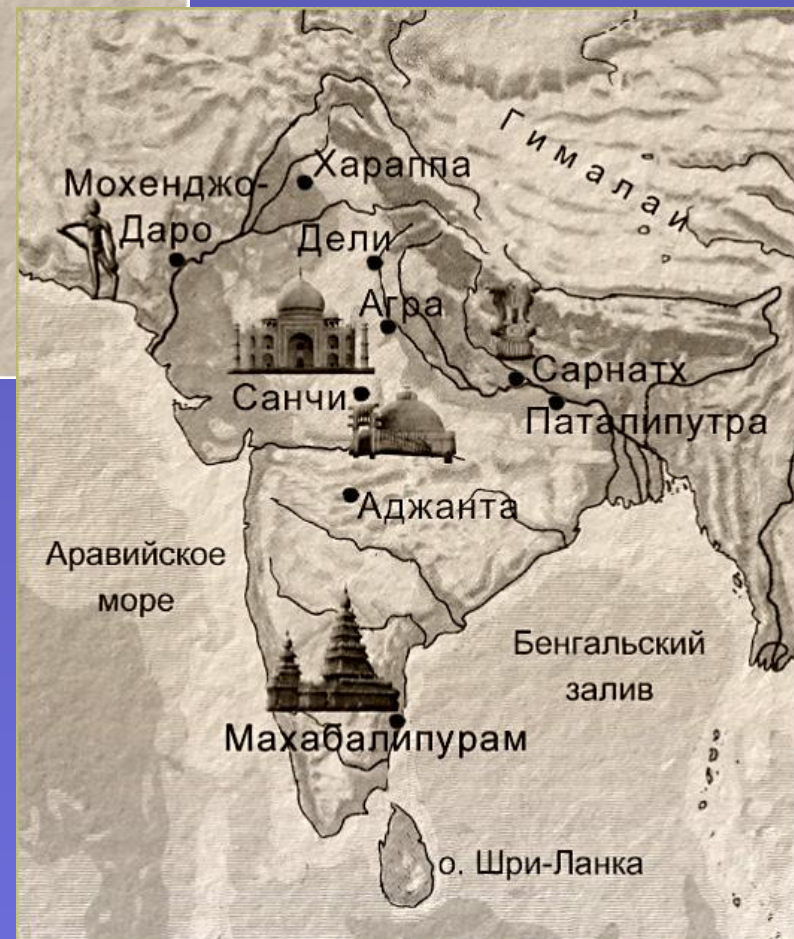 Гималаи
Хараппа
Мохенджо-
Даро
Дели
Агра
Сарнатх
Санчи
Паталипутра
Аджанта
Аравийское
море
Бенгальский
залив
Махабалипурам
о. Шри-Ланка